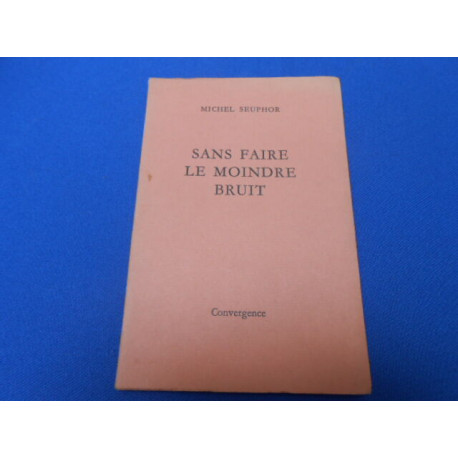 MICHEL SEUPHOR
SANS FAIRE
LE MOINDRE
BRUIT
Convergence